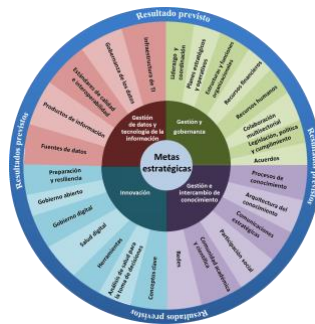 Resultado previsto
Resultados previstos
Resultados previstos
Resultados previstos
Metas
estratégicas
Gestión
de datos y
tecnología de la
información
Gestión y
gobernanza
Gestión e
intercambio de
conocimiento
Innovación
Liderazgo y
coordinación
Planes estratégicos
y operativos
Estructuras y funciones
organizacionales
Recursos financieros
Recursos humanos
Colaboración
multisectorial
Legislación, política
y cumplimiento
Acuerdos
Procesos de
conocimiento
Arquitectura del
conocimiento
Comunicaciones
estratégicas
Participación social
Comunidad académica
y científica
Redes
Conceptos clave
Análisis de salud para
la toma de decisiones
Herramientas
Salud digital
Gobierno digital
Gobierno abierto
Preparación
y resiliencia
Fuentes de datos
Productos de información
Estándares de calidad
e interoperabilidad
Gobernanza de los datos
Infraestructura de TI